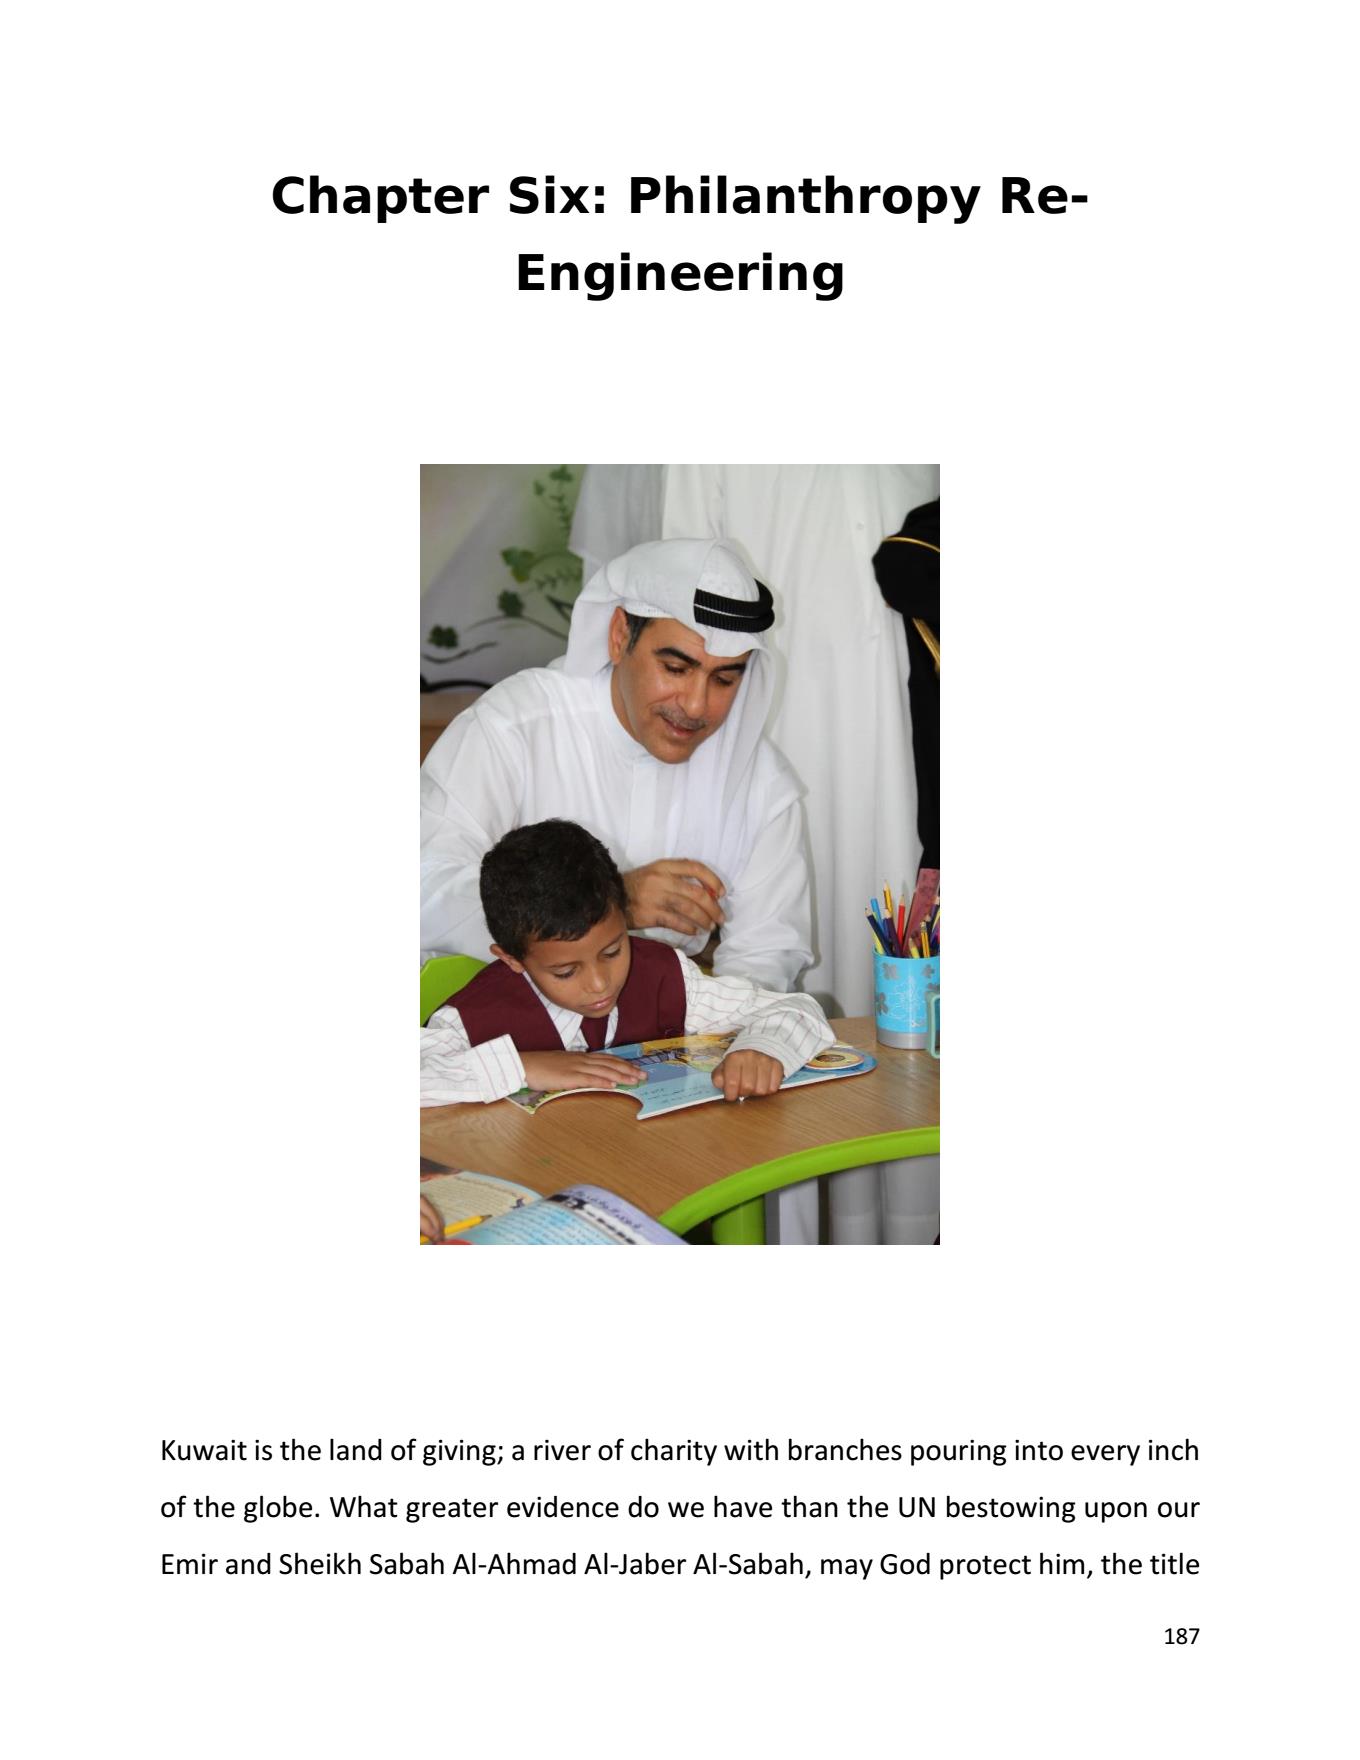 Chapter Six: Philanthropy Re-
Engineering
Kuwait is the land of giving; a river of charity with branches pouring into every inch
of the globe. What greater evidence do we have than the UN bestowing upon our
Emir and Sheikh Sabah Al-Ahmad Al-Jaber Al-Sabah, may God protect him, the title
187